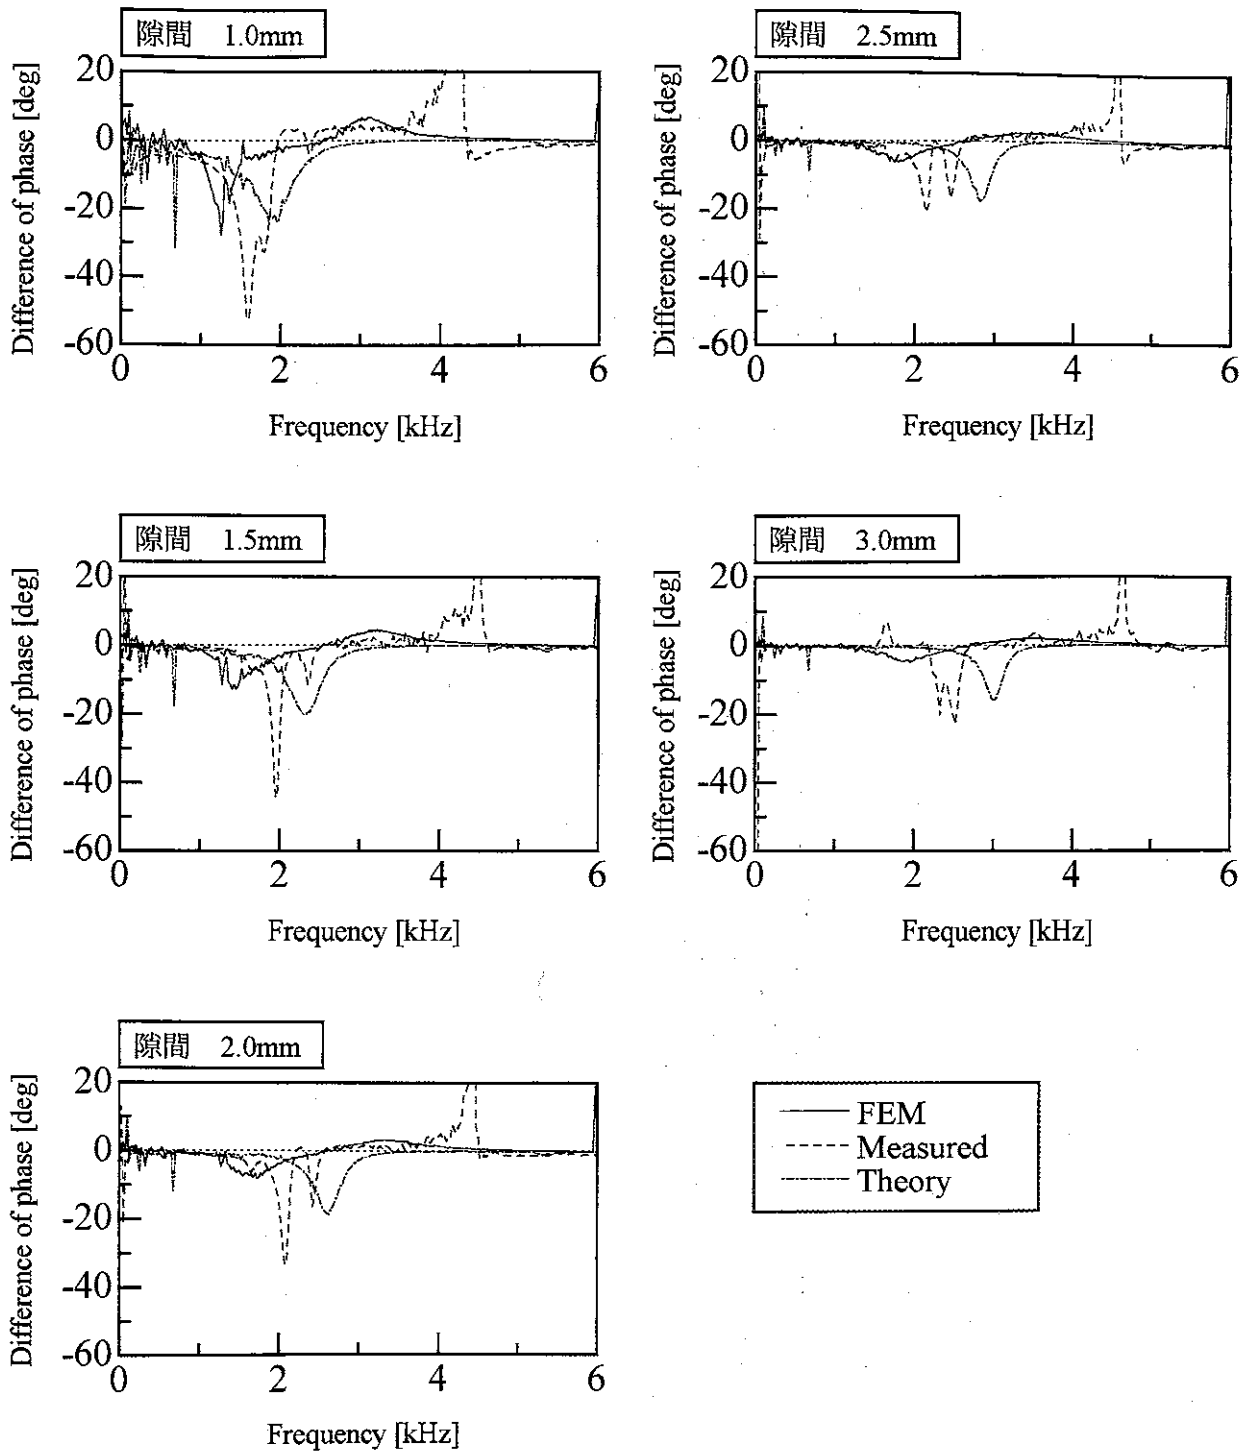 隙間 1.0mm
Difference of phase [deg]
20
0
-20
-40
-60
0
2
4
6
Frequency [kHz]
隙間 2.5mm
Difference of phase [deg]
20
0
-20
-40
-60
0
2
4
6
Frequency [kHz]
隙間 1.5mm
Difference of phase [deg]
20
0
-20
-40
-60
0
2
4
6
Frequency [kHz]
隙間 3.0mm
Difference of phase [deg]
20
0
-20
-40
-60
0
2
4
6
Frequency [kHz]
隙間 2.0mm
Difference of phase [deg]
20
0
-20
-40
-60
0
2
4
6
Frequency [kHz]
FEM
Measured
Theory